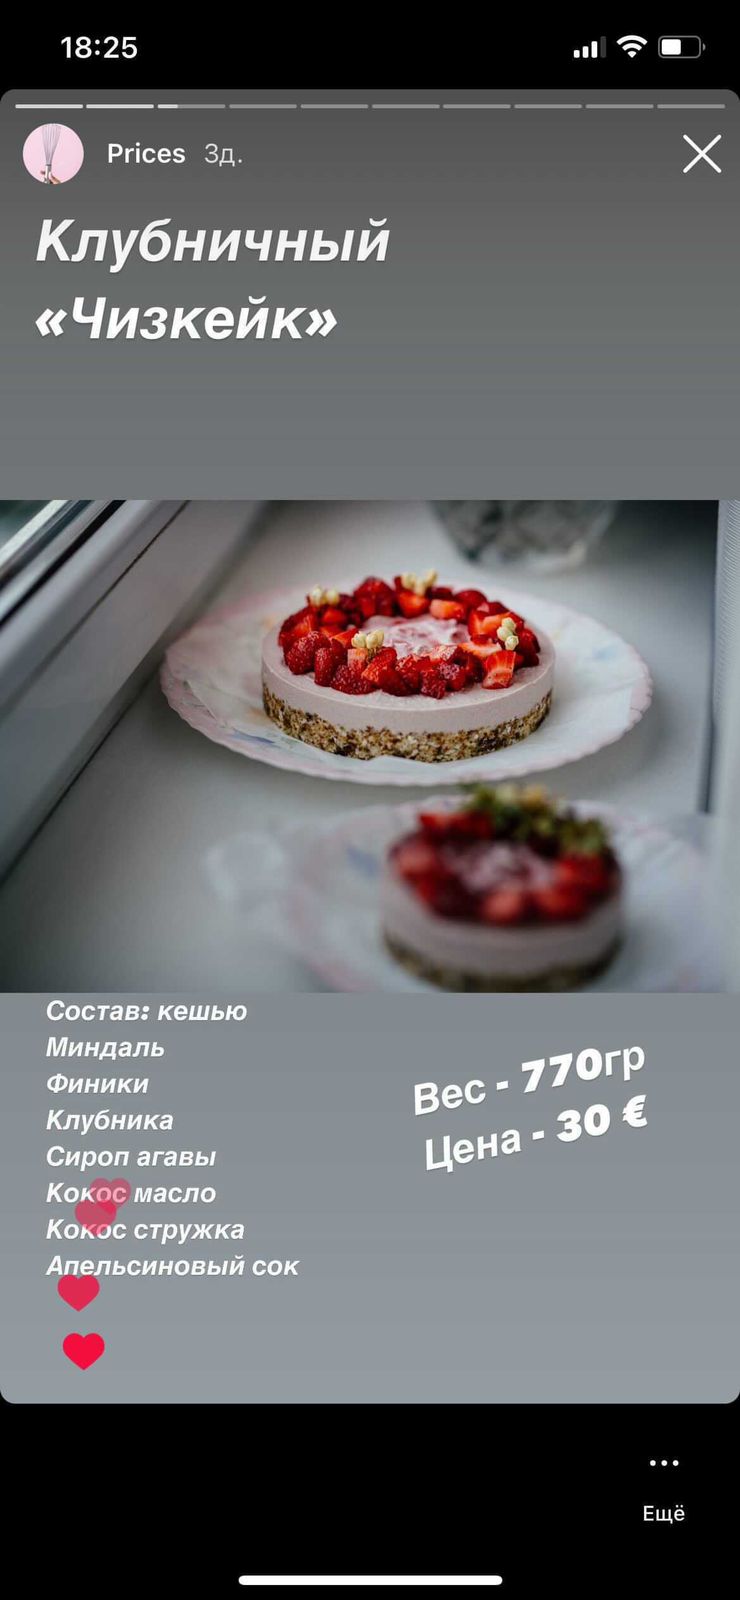 18:25
Prices 3д.
Клубничный
«Чизкейк»
Состав: кешью
Миндаль
Финики
Клубника
Сироп агавы
Кокос масло
Кокос стружка
Апельсиновый сок
Вес - 770гр
Цена - 30 €
Ещё